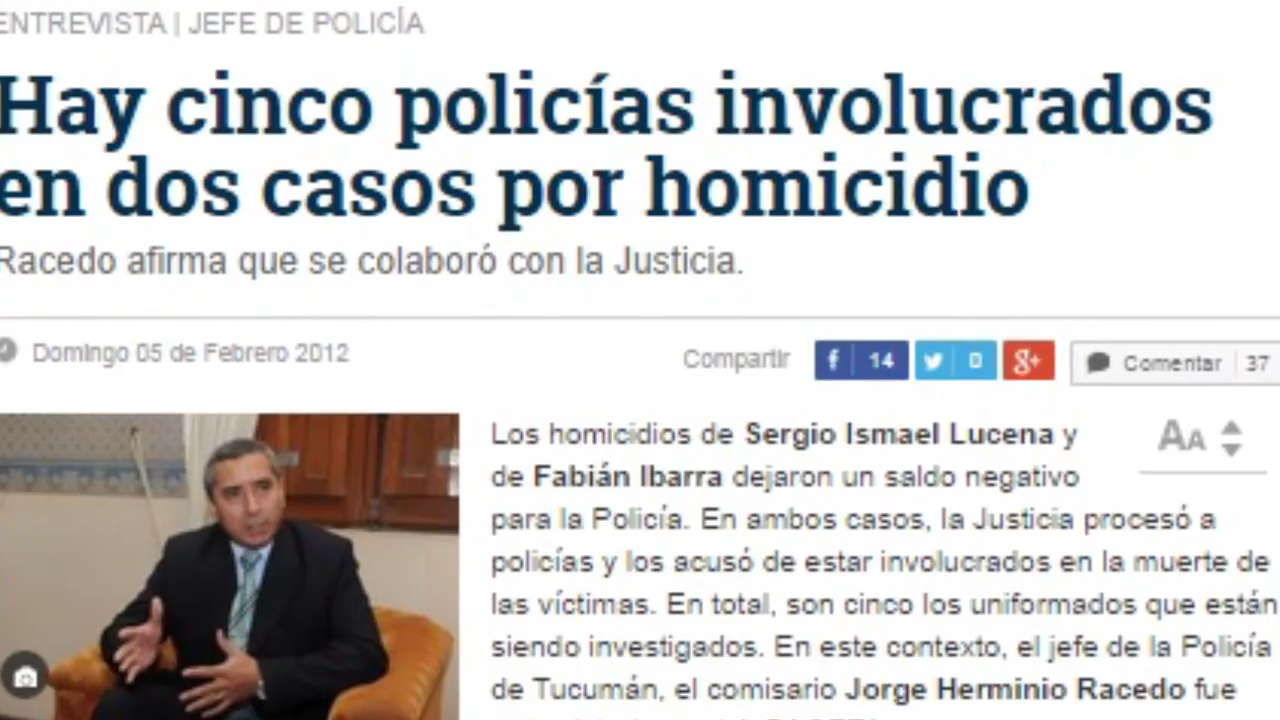 ENTREVISTA | JEFE DE POLICÍA
Hay cinco policías involucrados
en dos casos por homicidio
Racedo afirma que se colaboró con la Justicia.
Domingo 05 de Febrero 2012
Compartir
f 14
0
g+
Comentar 37
AA
Los homicidios de Sergio Ismael Lucena y
de Fabián Ibarra dejaron un saldo negativo
para la Policía. En ambos casos, la Justicia procesó a
policías y los acusó de estar involucrados en la muerte de
las víctimas. En total, son cinco los uniformados que están
siendo investigados. En este contexto, el jefe de la Policía
de Tucumán, el comisario Jorge Herminio Racedo fue